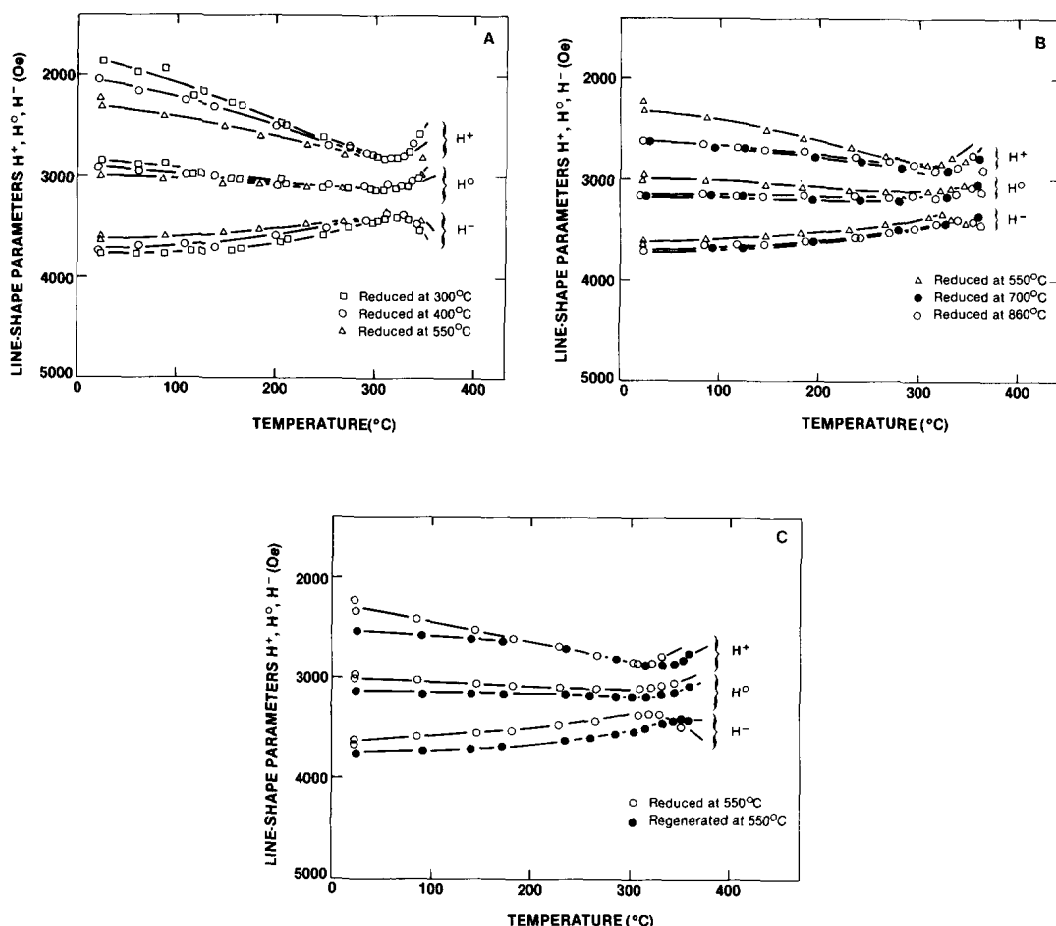 A
LINE-SHAPE PARAMETERS H⁺, H⁰, H⁻ (Oe)
2000
3000
4000
5000
H⁺
H⁰
H⁻
□ Reduced at 300°C
○ Reduced at 400°C
△ Reduced at 550°C
0 100 200 300 400
TEMPERATURE(°C)
B
LINE-SHAPE PARAMETERS H⁺, H⁰, H⁻ (Oe)
2000
3000
4000
5000
H⁺
H⁰
H⁻
△ Reduced at 550°C
● Reduced at 700°C
○ Reduced at 860°C
0 100 200 300 400
TEMPERATURE (°C)
C
LINE-SHAPE PARAMETERS H⁺, H⁰, H⁻ (Oe)
2000
3000
4000
5000
H⁺
H⁰
H⁻
○ Reduced at 550°C
● Regenerated at 550°C
0 100 200 300 400
TEMPERATURE (°C)